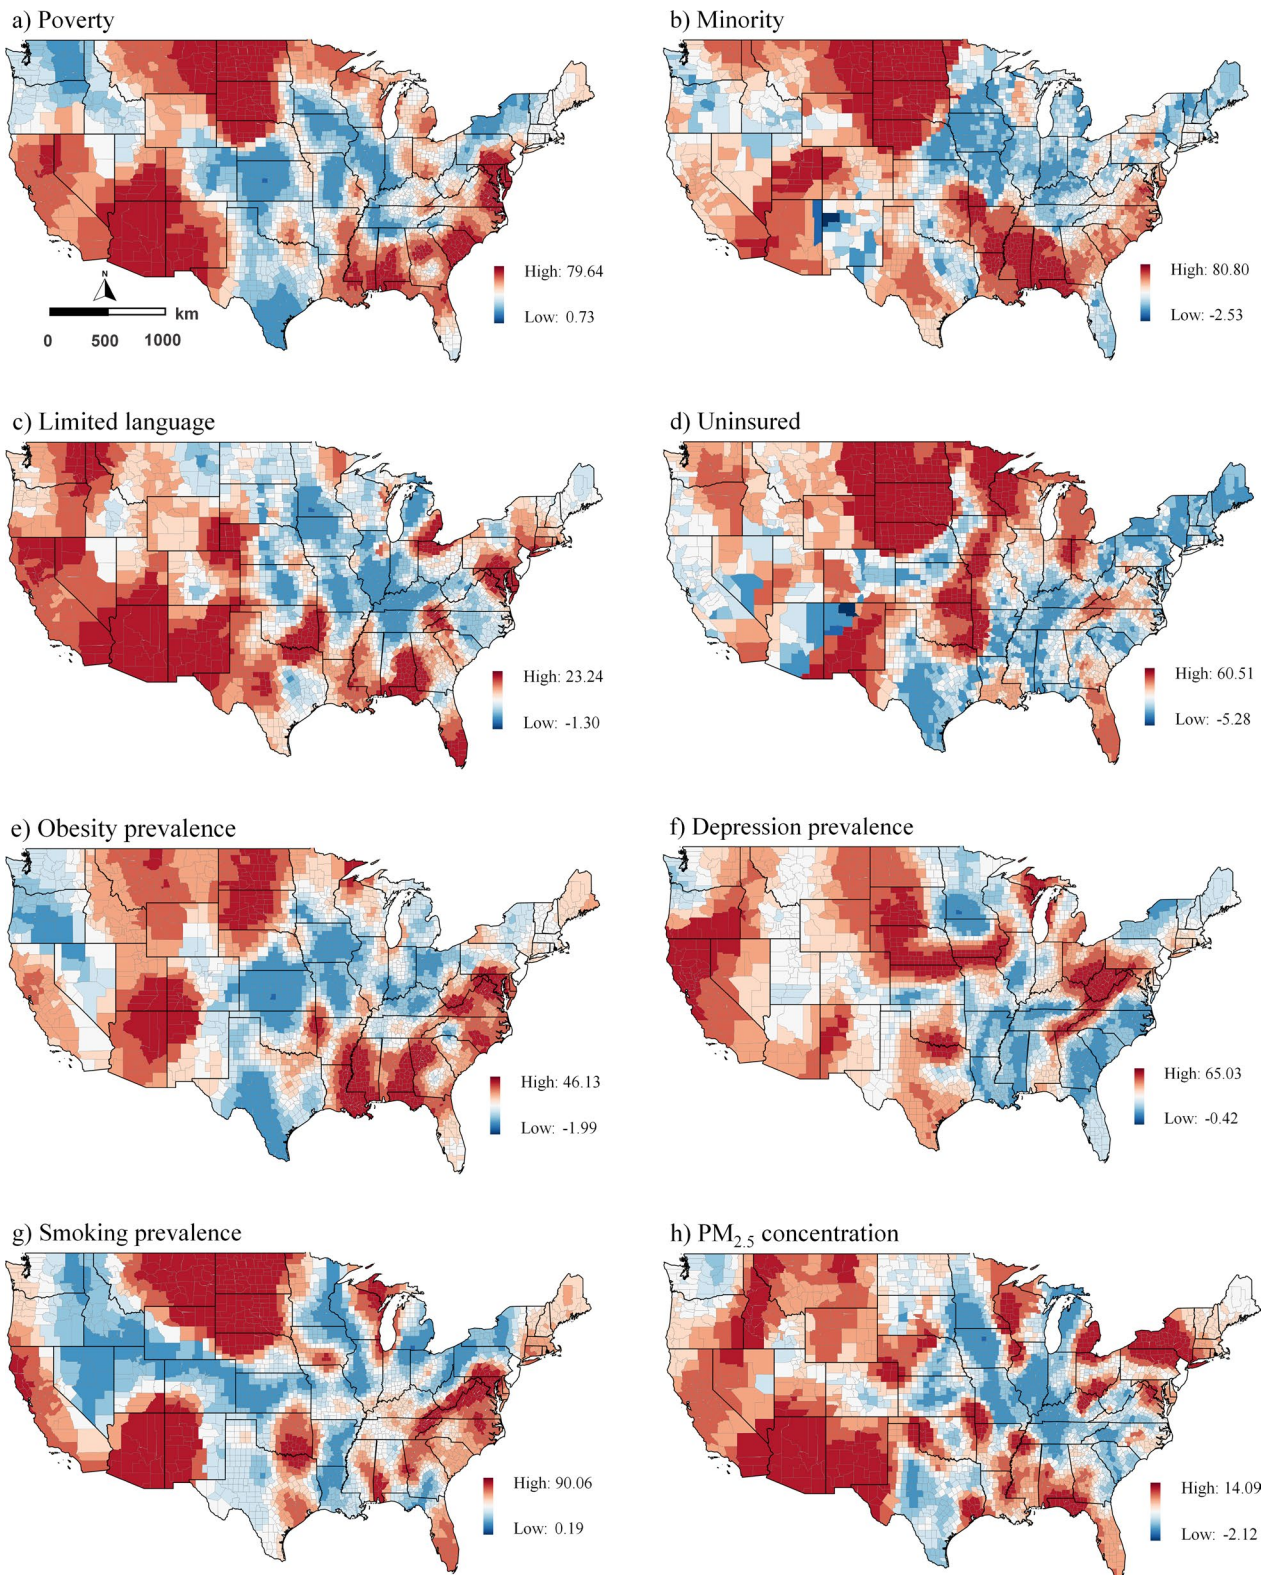 a) Poverty
N
km
0 500 1000
High: 79.64
Low: 0.73
b) Minority
High: 80.80
Low: -2.53
c) Limited language
High: 23.24
Low: -1.30
d) Uninsured
High: 60.51
Low: -5.28
e) Obesity prevalence
High: 46.13
Low: -1.99
f) Depression prevalence
High: 65.03
Low: -0.42
g) Smoking prevalence
High: 90.06
Low: 0.19
h) PM2.5 concentration
High: 14.09
Low: -2.12